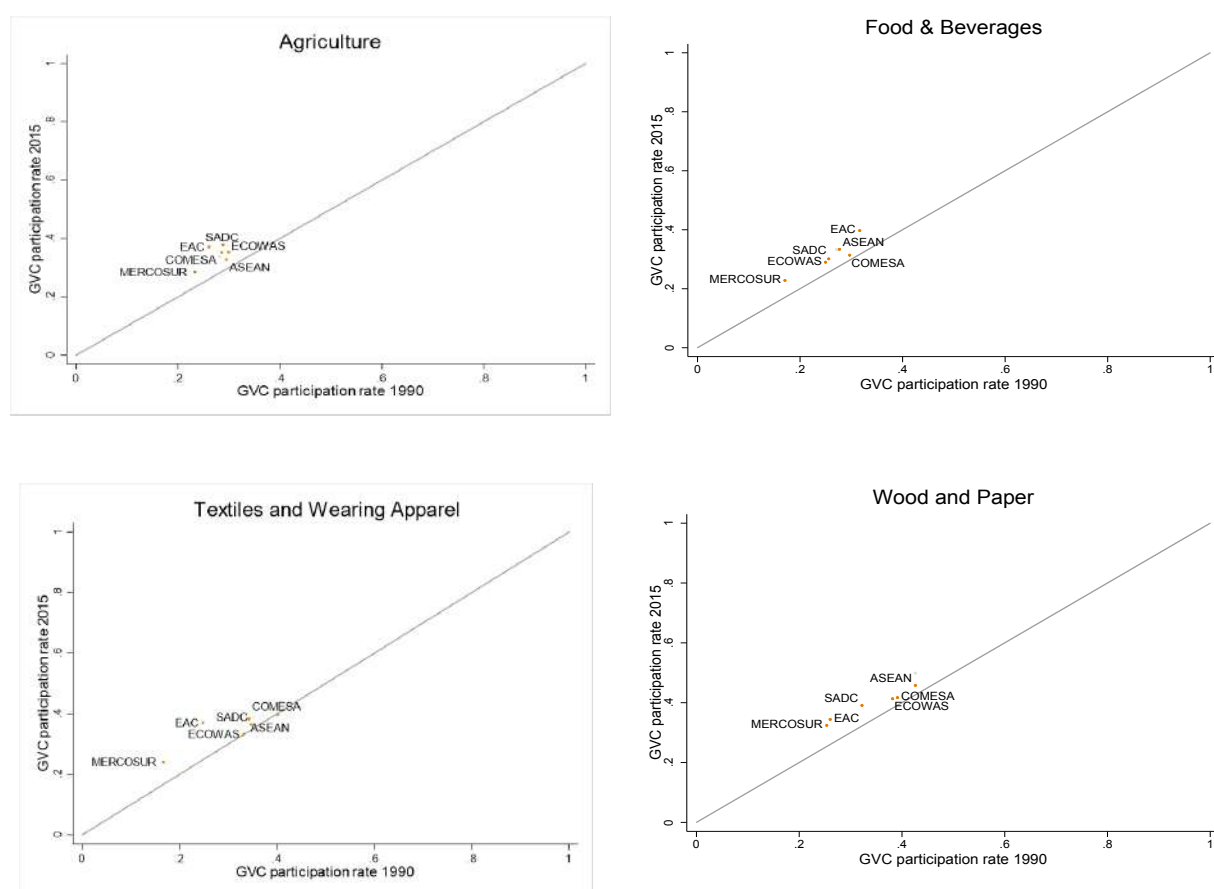 Agriculture
GVC participation rate 2015
1
.8
.6
.4
.2
0
SADC
EAC
ECOWAS
COMESA
ASEAN
MERCOSUR
0
.2
.4
.6
.8
1
GVC participation rate 1990
Food & Beverages
GVC participation rate 2015
1
.8
.6
.4
.2
0
EAC
ASEAN
SADC
ECOWAS
COMESA
MERCOSUR
0
.2
.4
.6
.8
1
GVC participation rate 1990
Textiles and Wearing Apparel
GVC participation rate 2015
1
.8
.6
.4
.2
0
COMESA
SADC
EAC
ASEAN
ECOWAS
MERCOSUR
0
.2
.4
.6
.8
1
GVC participation rate 1990
Wood and Paper
GVC participation rate 2015
1
.8
.6
.4
.2
0
ASEAN
SADC
COMESA
ECOWAS
EAC
MERCOSUR
0
.2
.4
.6
.8
1
GVC participation rate 1990